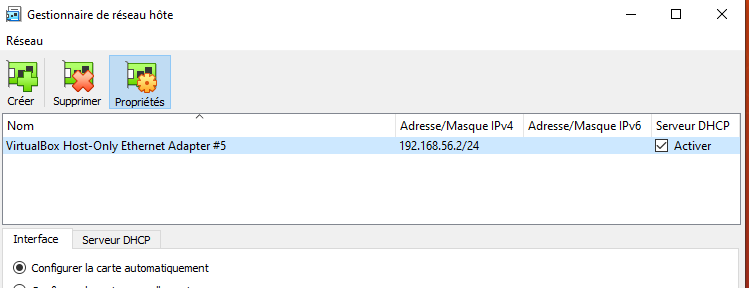 Gestionnaire de réseau hôte
Réseau
Créer Supprimer Propriétés
Nom Adresse/Masque IPv4 Adresse/Masque IPv6 Serveur DHCP
VirtualBox Host-Only Ethernet Adapter #5 192.168.56.2/24 Activer
Interface Serveur DHCP
Configurer la carte automatiquement